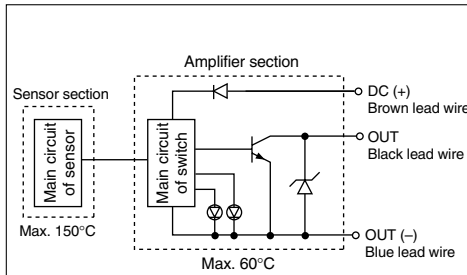 Amplifier section
Sensor section
Main circuit
of sensor
Max. 150°C
Main circuit
of switch
Max. 60°C
DC (+)
Brown lead wire
OUT
Black lead wire
OUT (–)
Blue lead wire